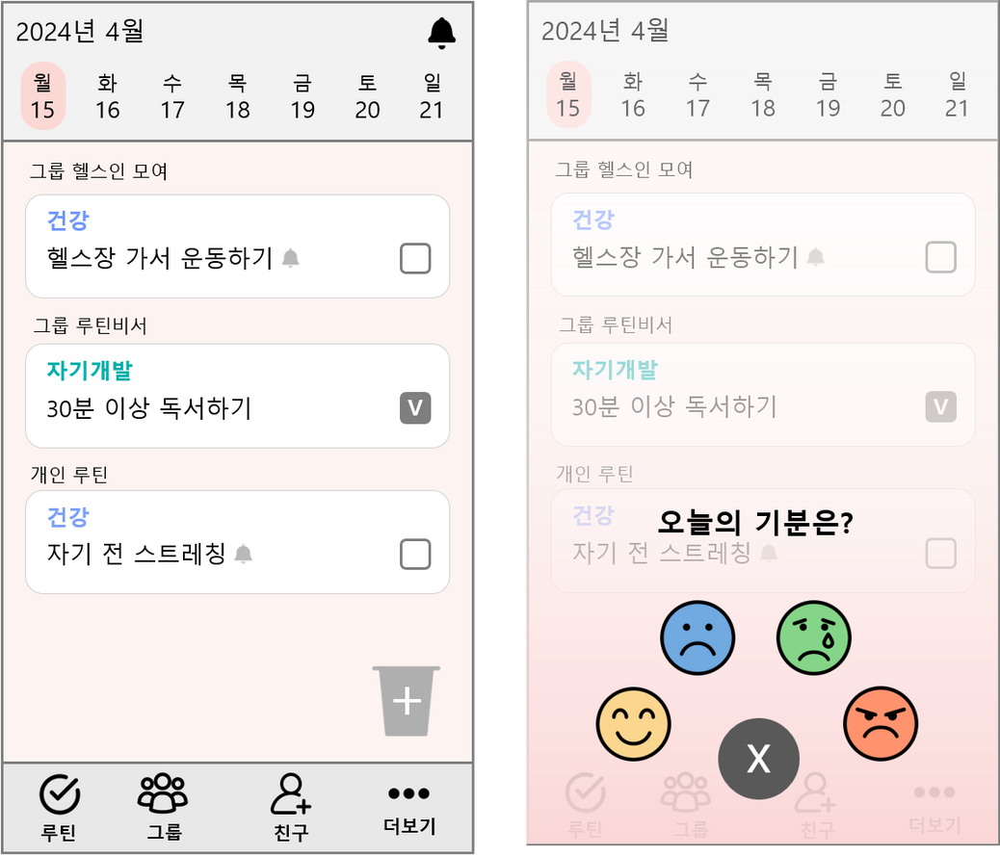 2024년 4월
월 화 수 목 금 토 일
15 16 17 18 19 20 21
그룹 헬스인 모여
건강
헬스장 가서 운동하기
그룹 루틴비서
자기개발
30분 이상 독서하기
V
개인 루틴
건강
자기 전 스트레칭
+
루틴 그룹 친구 더보기
2024년 4월
월 화 수 목 금 토 일
15 16 17 18 19 20 21
그룹 헬스인 모여
건강
헬스장 가서 운동하기
그룹 루틴비서
자기개발
30분 이상 독서하기
V
개인 루틴
건강
오늘의 기분은?
자기 전 스트레칭
X
루틴 그룹 친구 더보기